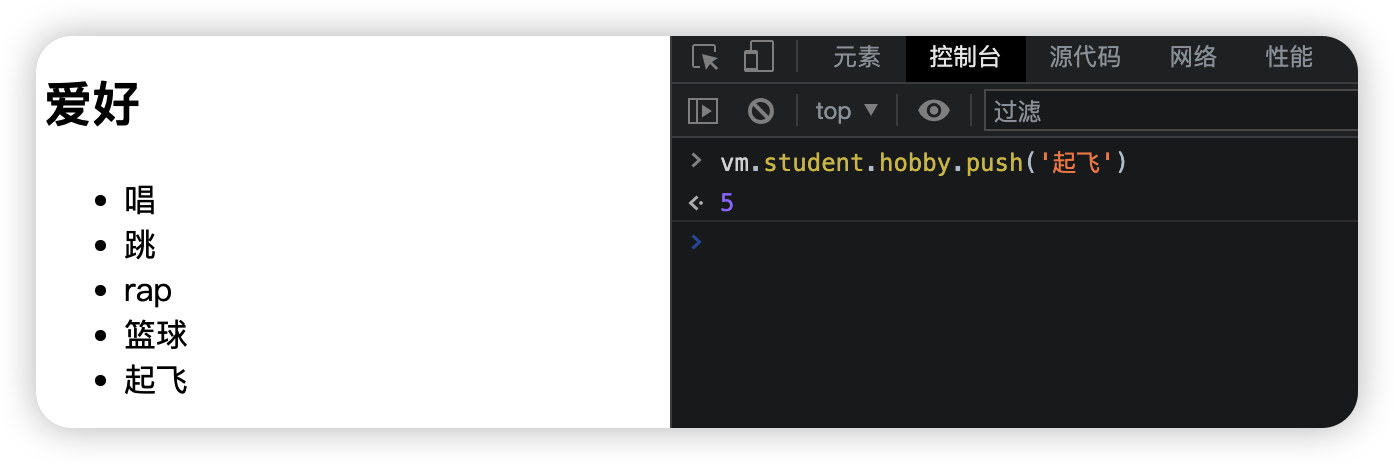 爱好
唱
跳
rap
篮球
起飞
元素 控制台 源代码 网络 性能
top 过滤
vm.student.hobby.push('起飞')
5